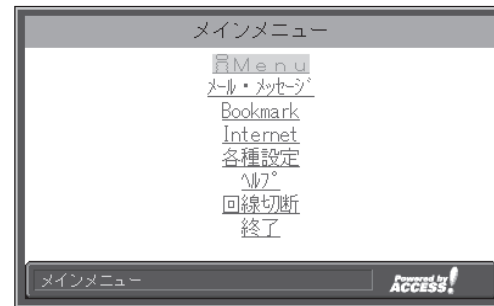 メインメニュー
iMenu
メール・メッセージ
Bookmark
Internet
各種設定
ヘルプ
回線切断
終了
メインメニュー
Powered by
ACCESS!